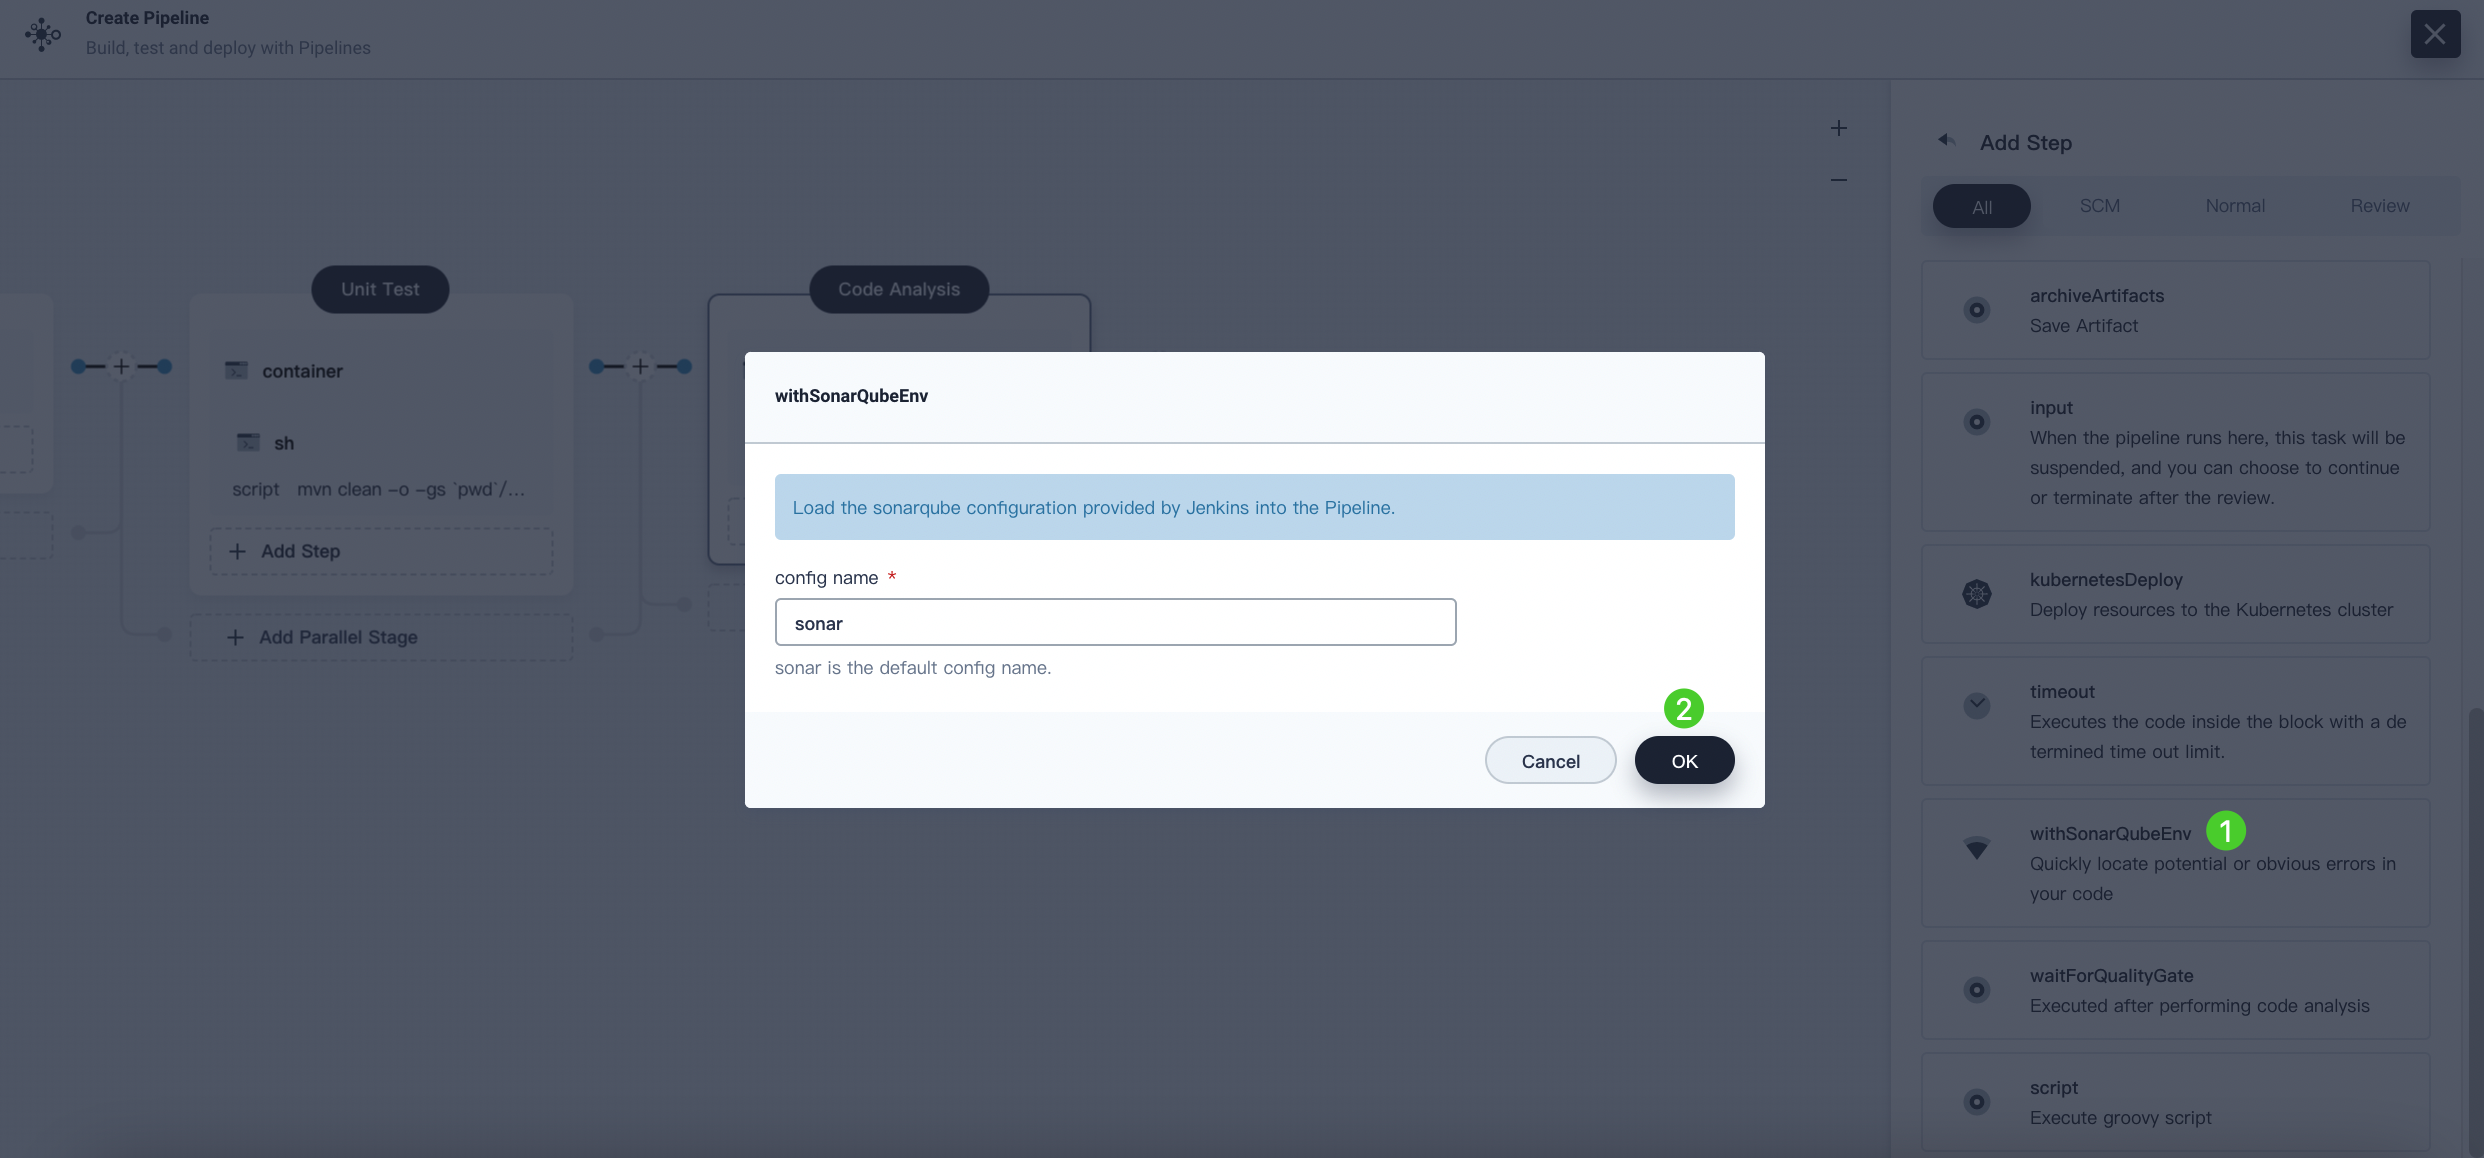 Create Pipeline
Build, test and deploy with Pipelines
Add Step
All
SCM
Normal
Review
Unit Test
container
sh
script mvn clean -o -gs `pwd`/...
Add Step
Add Parallel Stage
Code Analysis
withSonarQubeEnv
Load the sonarqube configuration provided by Jenkins into the Pipeline.
config name *
sonar
sonar is the default config name.
2
Cancel
OK
archiveArtifacts
Save Artifact
input
When the pipeline runs here, this task will be
suspended, and you can choose to continue
or terminate after the review.
kubernetesDeploy
Deploy resources to the Kubernetes cluster
timeout
Executes the code inside the block with a de
termined time out limit.
withSonarQubeEnv 1
Quickly locate potential or obvious errors in
your code
waitForQualityGate
Executed after performing code analysis
script
Execute groovy script